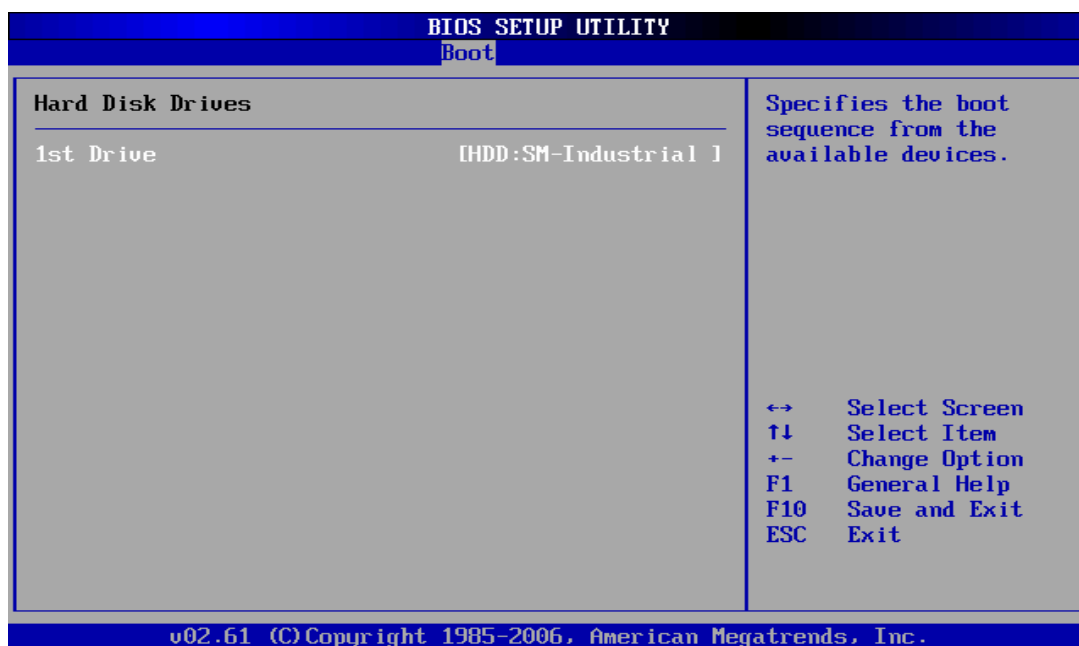 BIOS SETUP UTILITY
Boot
Hard Disk Drives
1st Drive [HDD:SM-Industrial ]
Specifies the boot
sequence from the
available devices.
←→ Select Screen
↑↓ Select Item
+- Change Option
F1 General Help
F10 Save and Exit
ESC Exit
v02.61 (C)Copyright 1985-2006, American Megatrends, Inc.